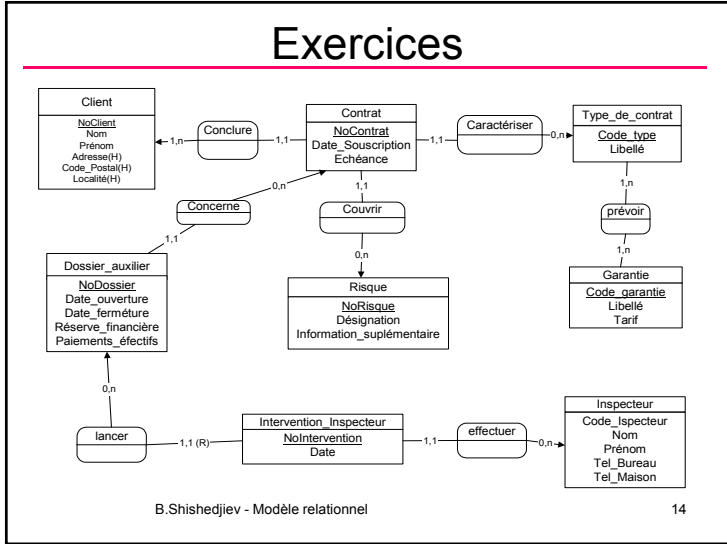 Exercices
Client
NoClient
Nom
Prénom
Adresse(H)
Code_Postal(H)
Localité(H)
1,n
Conclure
1,1
Contrat
NoContrat
Date_Souscription
Echéance
1,1
Caractériser
0,n
Type_de_contrat
Code_type
Libellé
1,n
prévoir
1,n
Garantie
Code_garantie
Libellé
Tarif
0,n
Concerne
1,1
1,1
Couvrir
0,n
Risque
NoRisque
Désignation
Information_suplémentaire
Dossier_auxilier
NoDossier
Date_ouverture
Date_ferméture
Réserve_financière
Paiements_éfectifs
0,n
lancer
1,1 (R)
Intervention_Inspecteur
NoIntervention
Date
1,1
effectuer
0,n
Inspecteur
Code_Ispecteur
Nom
Prénom
Tel_Bureau
Tel_Maison
B.Shishedjiev - Modèle relationnel
14